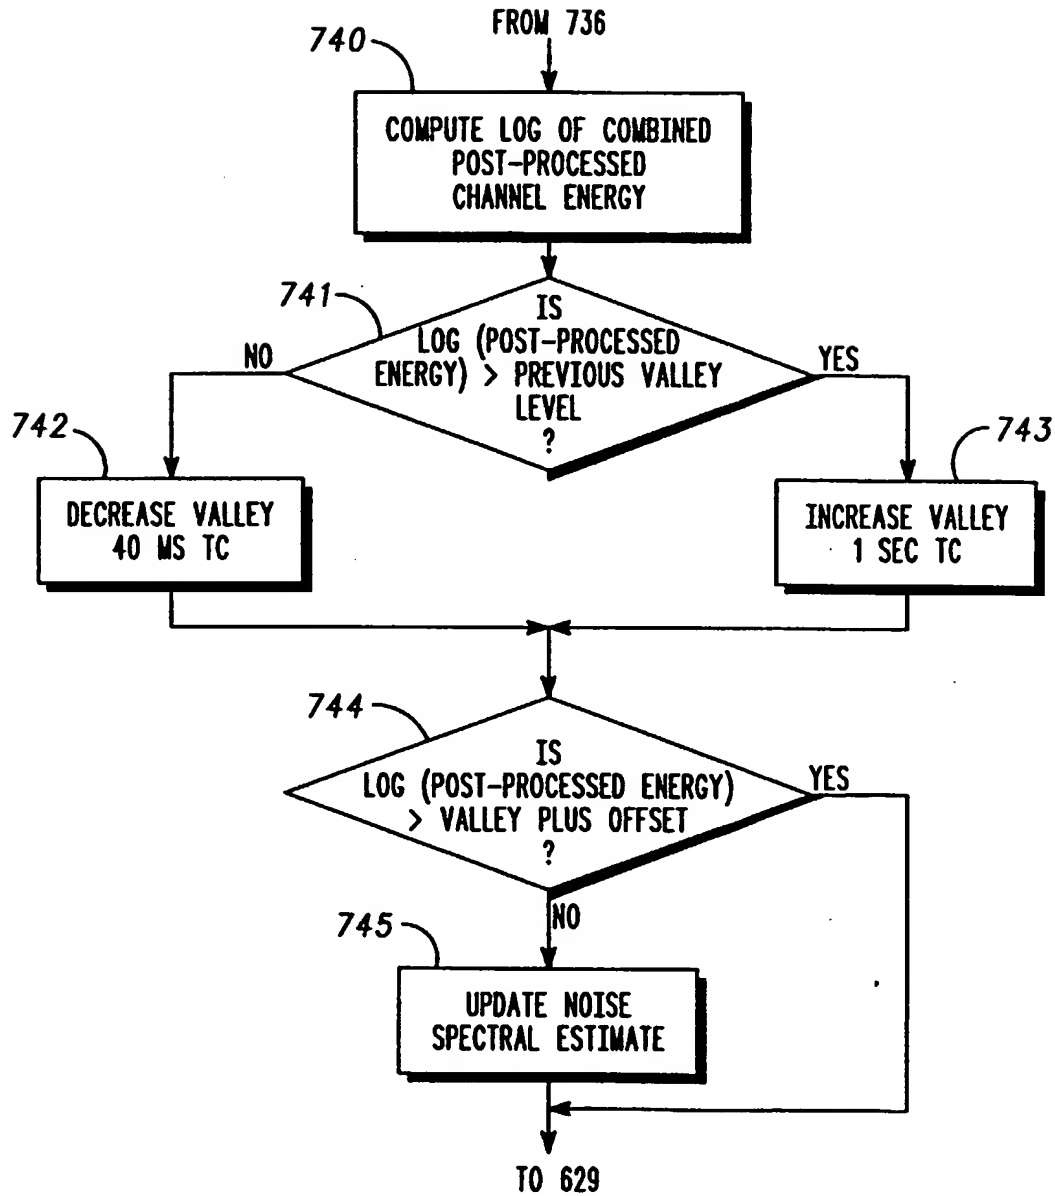 FROM 736
740
COMPUTE LOG OF COMBINED
POST-PROCESSED
CHANNEL ENERGY
741
IS
LOG (POST-PROCESSED
ENERGY) > PREVIOUS VALLEY
LEVEL
?
NO
YES
742
DECREASE VALLEY
40 MS TC
743
INCREASE VALLEY
1 SEC TC
744
IS
LOG (POST-PROCESSED ENERGY)
> VALLEY PLUS OFFSET
?
YES
NO
745
UPDATE NOISE
SPECTRAL ESTIMATE
TO 629